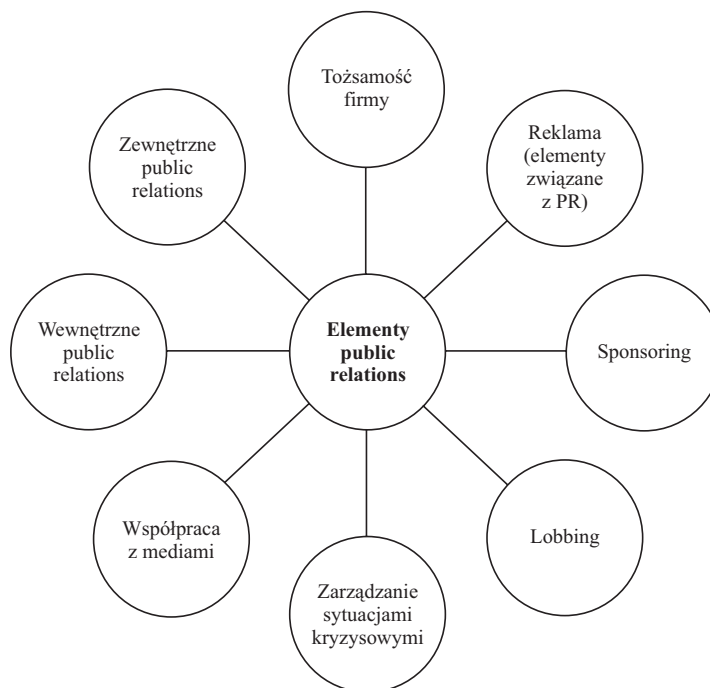 Tożsamość
firmy
Reklama
(elementy
związane
z PR)
Sponsoring
Lobbing
Zarządzanie
sytuacjami
kryzysowymi
Współpraca
z mediami
Wewnętrzne
public
relations
Zewnętrzne
public
relations
Elementy
public
relations